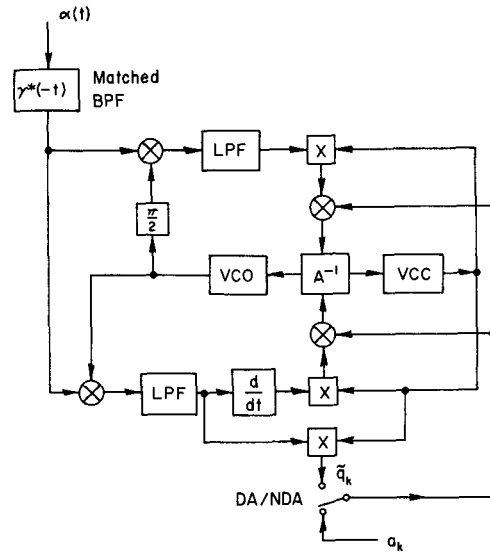 α(t)
γ*(-t)
Matched
BPF
LPF
X
π/2
VCO
A⁻¹
VCC
LPF
d/dt
X
X
q̃ₖ
DA/NDA
aₖ